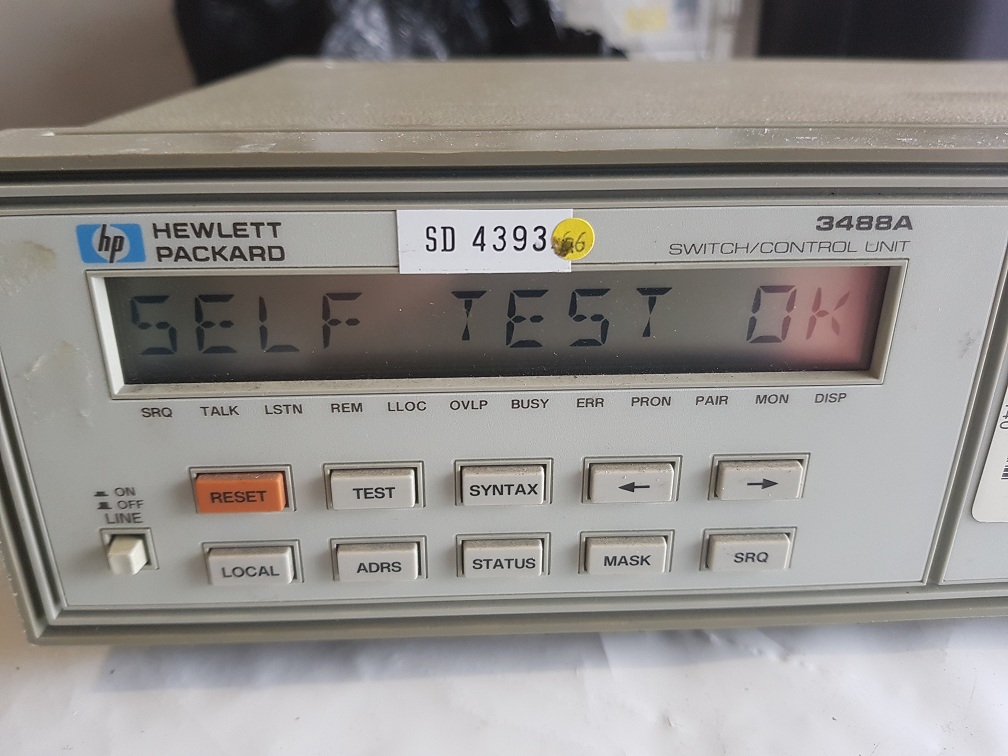 hp HEWLETT PACKARD
SD 4393
66
3488A
SWITCH/CONTROL UNIT
SELF TEST OK
SRQ TALK LSTN REM LLOC OVLP BUSY ERR PRON PAIR MON DISP
ON
OFF
LINE
RESET TEST SYNTAX ← →
LOCAL ADRS STATUS MASK SRQ